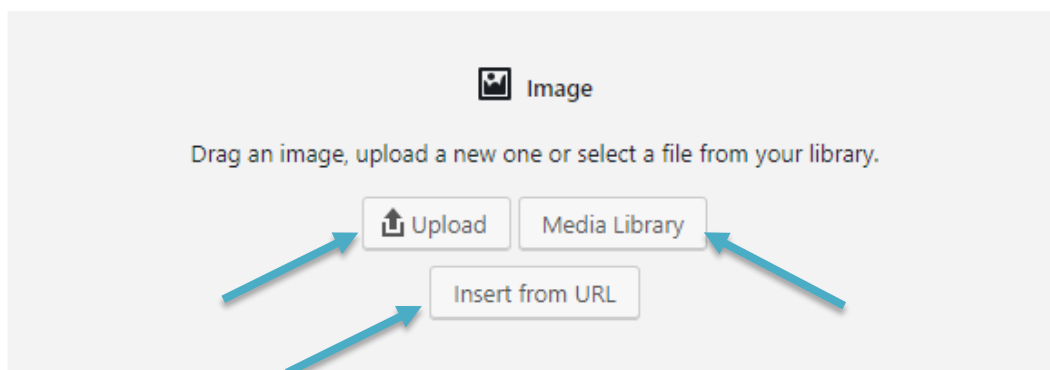 Image
Drag an image, upload a new one or select a file from your library.
Upload Media Library
Insert from URL